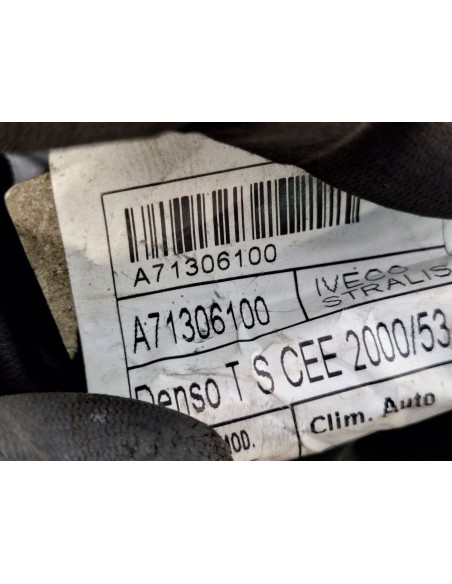 A71306100
A71306100
IVECO
STRALIS
Denso T S CEE 2000/53
MOD.
Clim. Auto